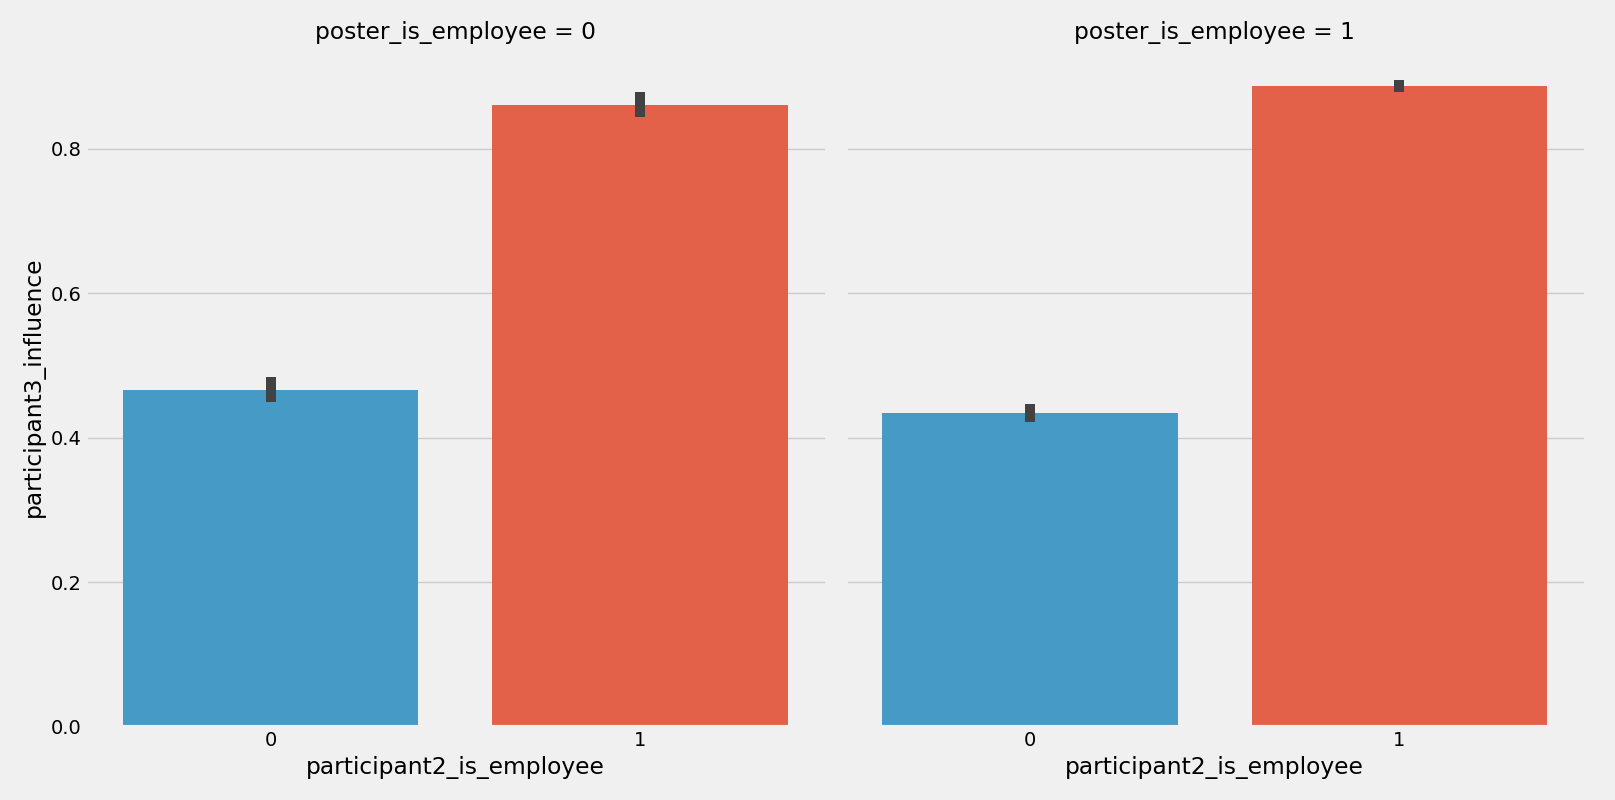 poster_is_employee = 0
poster_is_employee = 1
participant3_influence
0.8
0.6
0.4
0.2
0.0
0
1
0
1
participant2_is_employee
participant2_is_employee